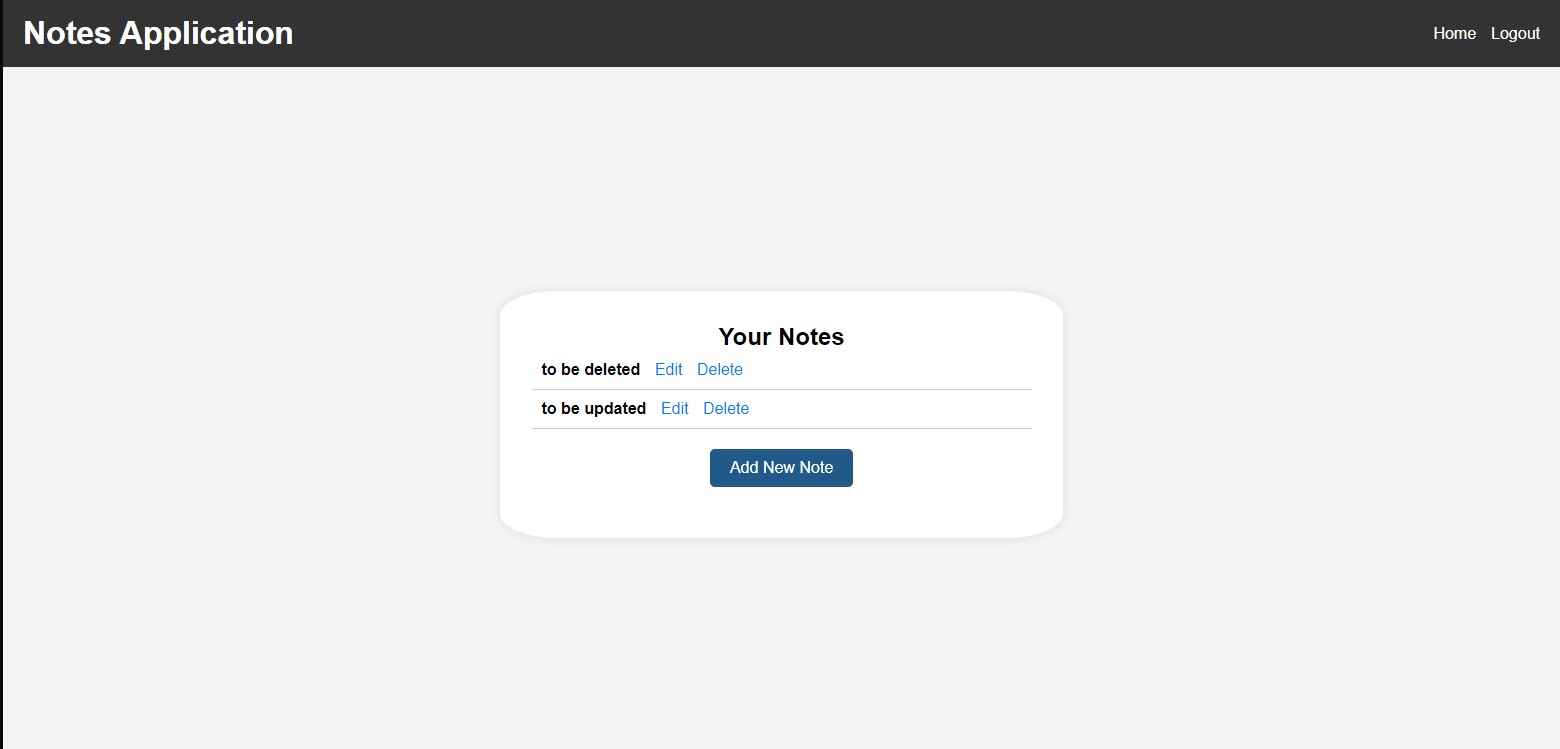 Notes Application
Home Logout
Your Notes
to be deleted Edit Delete
to be updated Edit Delete
Add New Note